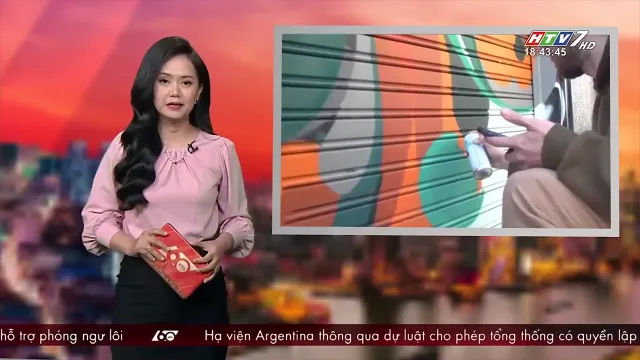 HTV7 HD
18:43:45
hỗ trợ phóng ngư lôi 60 Hạ viện Argentina thông qua dự luật cho phép tổng thống có quyền lập